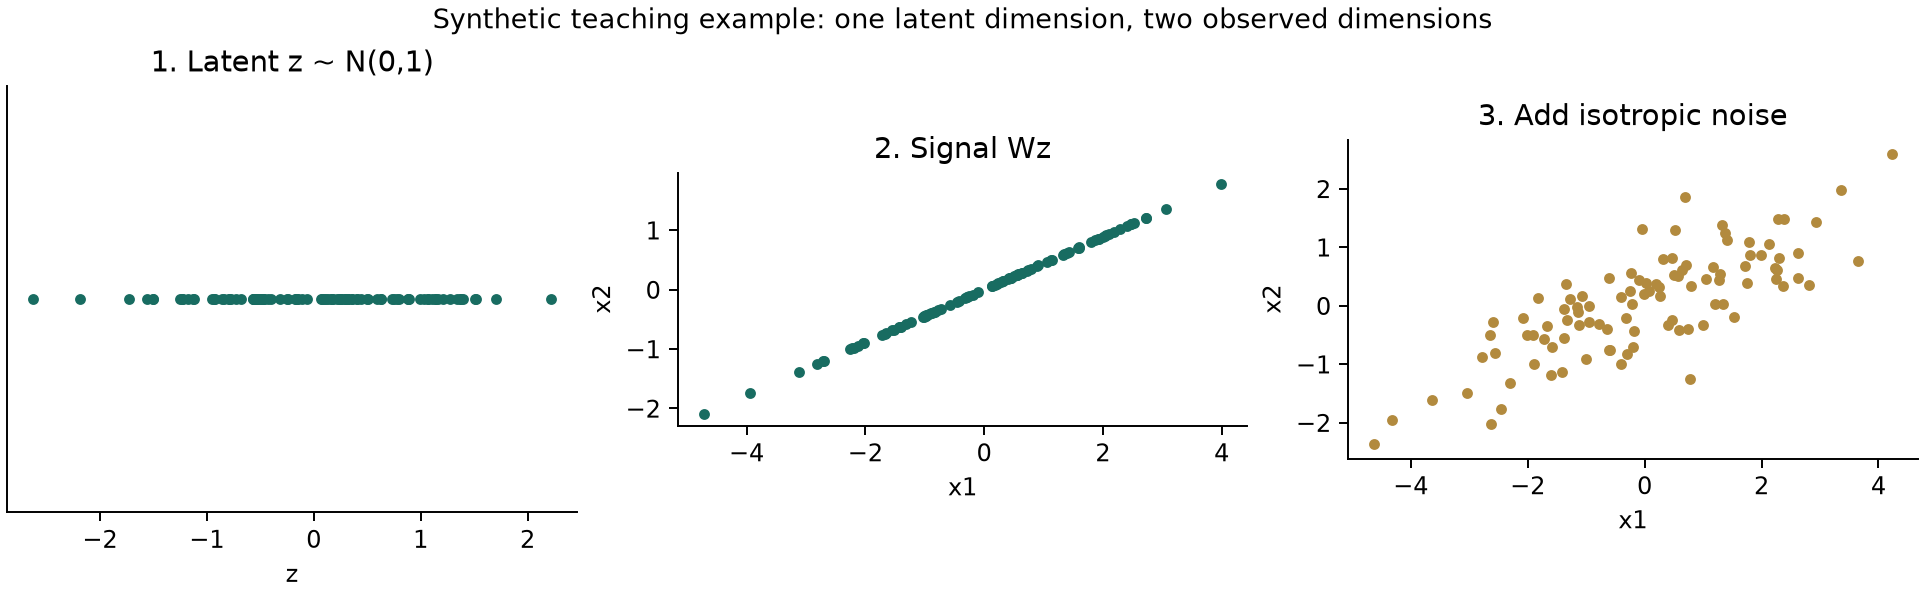 Synthetic teaching example: one latent dimension, two observed dimensions
1. Latent z ~ N(0,1)
−2 −1 0 1 2
z
2. Signal Wz
x2
1
0
−1
−2
−4 −2 0 2 4
x1
3. Add isotropic noise
x2
2
1
0
−1
−2
−4 −2 0 2 4
x1